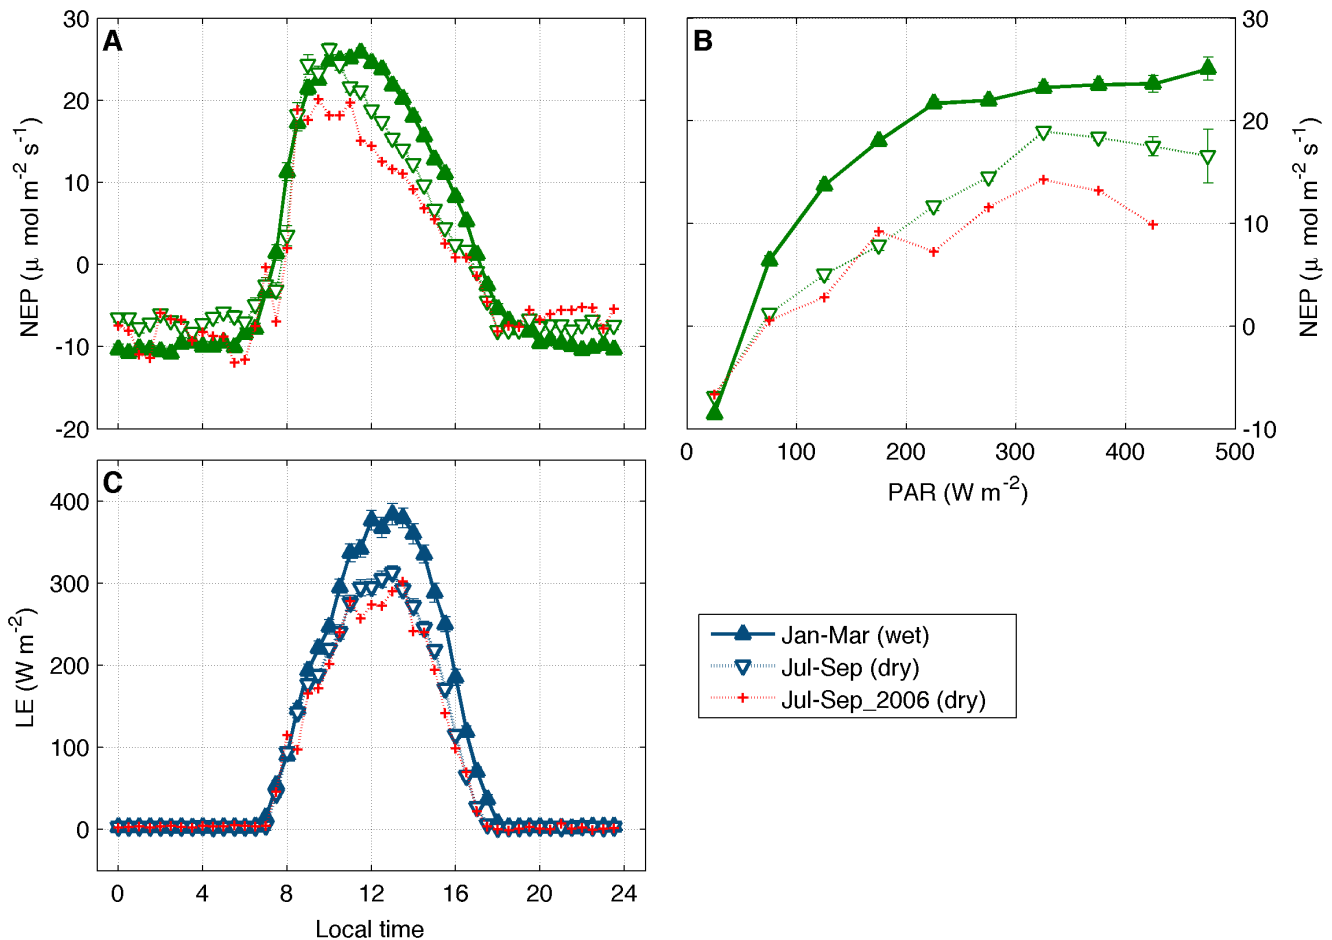 A
30
20
10
0
-10
-20
NEP (μ mol m⁻² s⁻¹)
B
30
20
10
0
-10
NEP (μ mol m⁻² s⁻¹)
0 100 200 300 400 500
PAR (W m⁻²)
C
400
300
200
100
0
LE (W m⁻²)
0 4 8 12 16 20 24
Local time
Jan-Mar (wet)
Jul-Sep (dry)
Jul-Sep_2006 (dry)